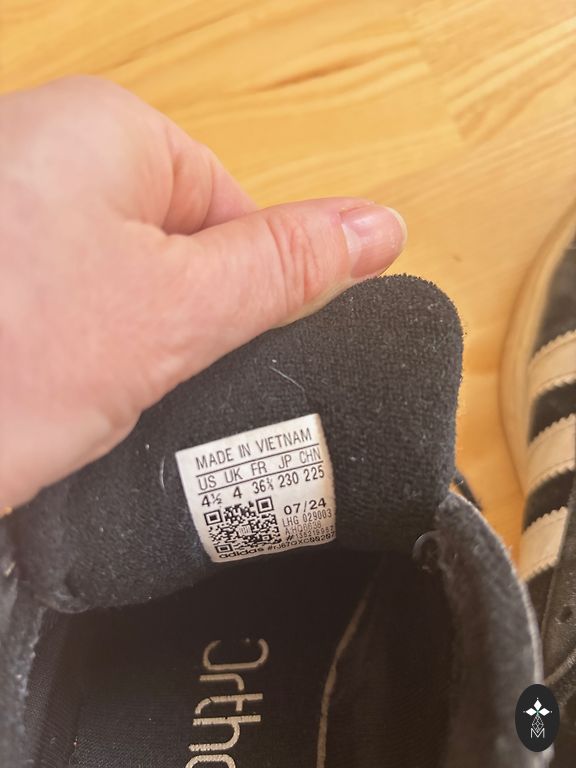 MADE IN VIETNAM
US UK FR JP CHN
4½ 4 36⅔ 230 225
07/24
LHG 029003
adidas
Ortho
M